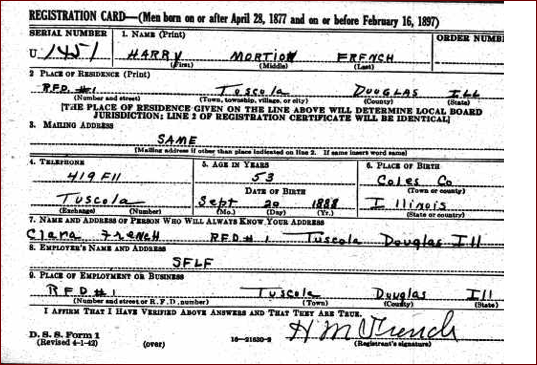 REGISTRATION CARD—(Men born on or after April 28, 1877 and on or before February 16, 1897)
SERIAL NUMBER 1. NAME (Print) ORDER NUMB
U 1451 HARRY MORTION FRENCH
(First) (Middle) (Last)
2 PLACE OF RESIDENCE (Print)
R.F.D. #1 Tuscola Douglas Ill
(Number and street) (Town, township, village, or city) (County) (State)
[THE PLACE OF RESIDENCE GIVEN ON THE LINE ABOVE WILL DETERMINE LOCAL BOARD
JURISDICTION; LINE 2 OF REGISTRATION CERTIFICATE WILL BE IDENTICAL]
3. MAILING ADDRESS
SAME
[Mailing address if other than place indicated on line 2. If same insert word same]
4. TELEPHONE 5. AGE IN YEARS 6. PLACE OF BIRTH
419F11 53 Coles Co
DATE OF BIRTH (Town or county)
Tuscola Sept 20 1888 Illinois
(Exchange) (Number) (Mo.) (Day) (Yr.) (State or country)
7. NAME AND ADDRESS OF PERSON WHO WILL ALWAYS KNOW YOUR ADDRESS
Clara French R.F.D #1 Tuscola Douglas Ill
8. EMPLOYER'S NAME AND ADDRESS
SELF
9. PLACE OF EMPLOYMENT OR BUSINESS
RFD #1 Tuscola Douglas Ill
(Number and street or R. F. D. number) (Town) (County) (State)
I AFFIRM THAT I HAVE VERIFIED ABOVE ANSWERS AND THAT THEY ARE TRUE.
D. S. S. Form 1 H M French
(Revised 4-1-42) (over) 16—21630-2 (Registrant's signature)